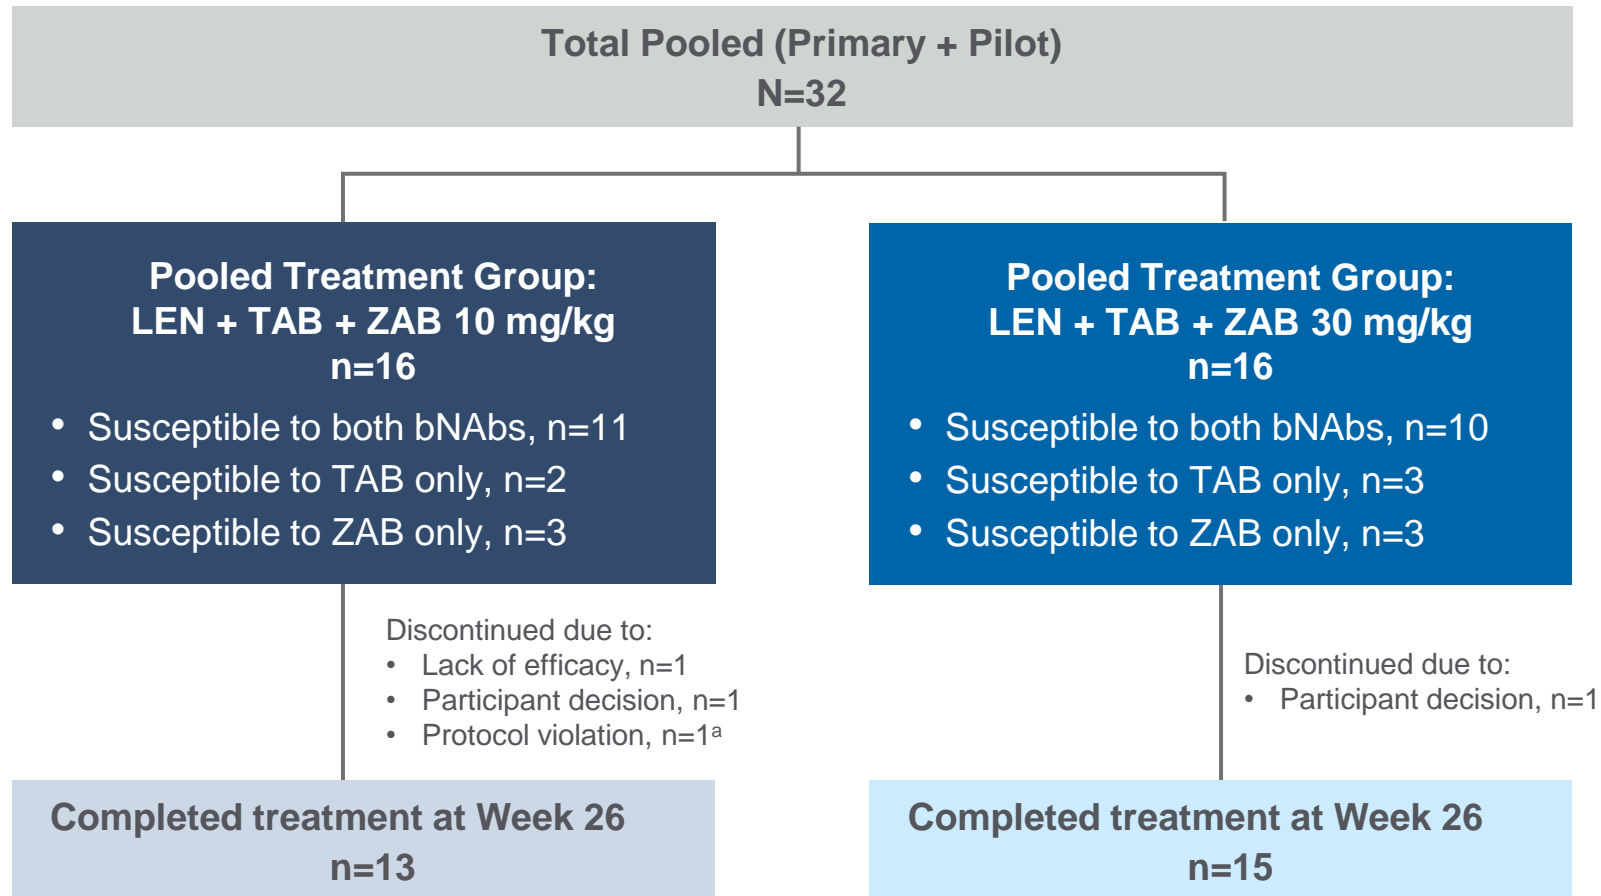 Total Pooled (Primary + Pilot)
N=32
Pooled Treatment Group:
LEN + TAB + ZAB 10 mg/kg
n=16
• Susceptible to both bNAbs, n=11
• Susceptible to TAB only, n=2
• Susceptible to ZAB only, n=3
Pooled Treatment Group:
LEN + TAB + ZAB 30 mg/kg
n=16
• Susceptible to both bNAbs, n=10
• Susceptible to TAB only, n=3
• Susceptible to ZAB only, n=3
Discontinued due to:
• Lack of efficacy, n=1
• Participant decision, n=1
• Protocol violation, n=1ᵃ
Discontinued due to:
• Participant decision, n=1
Completed treatment at Week 26
n=13
Completed treatment at Week 26
n=15